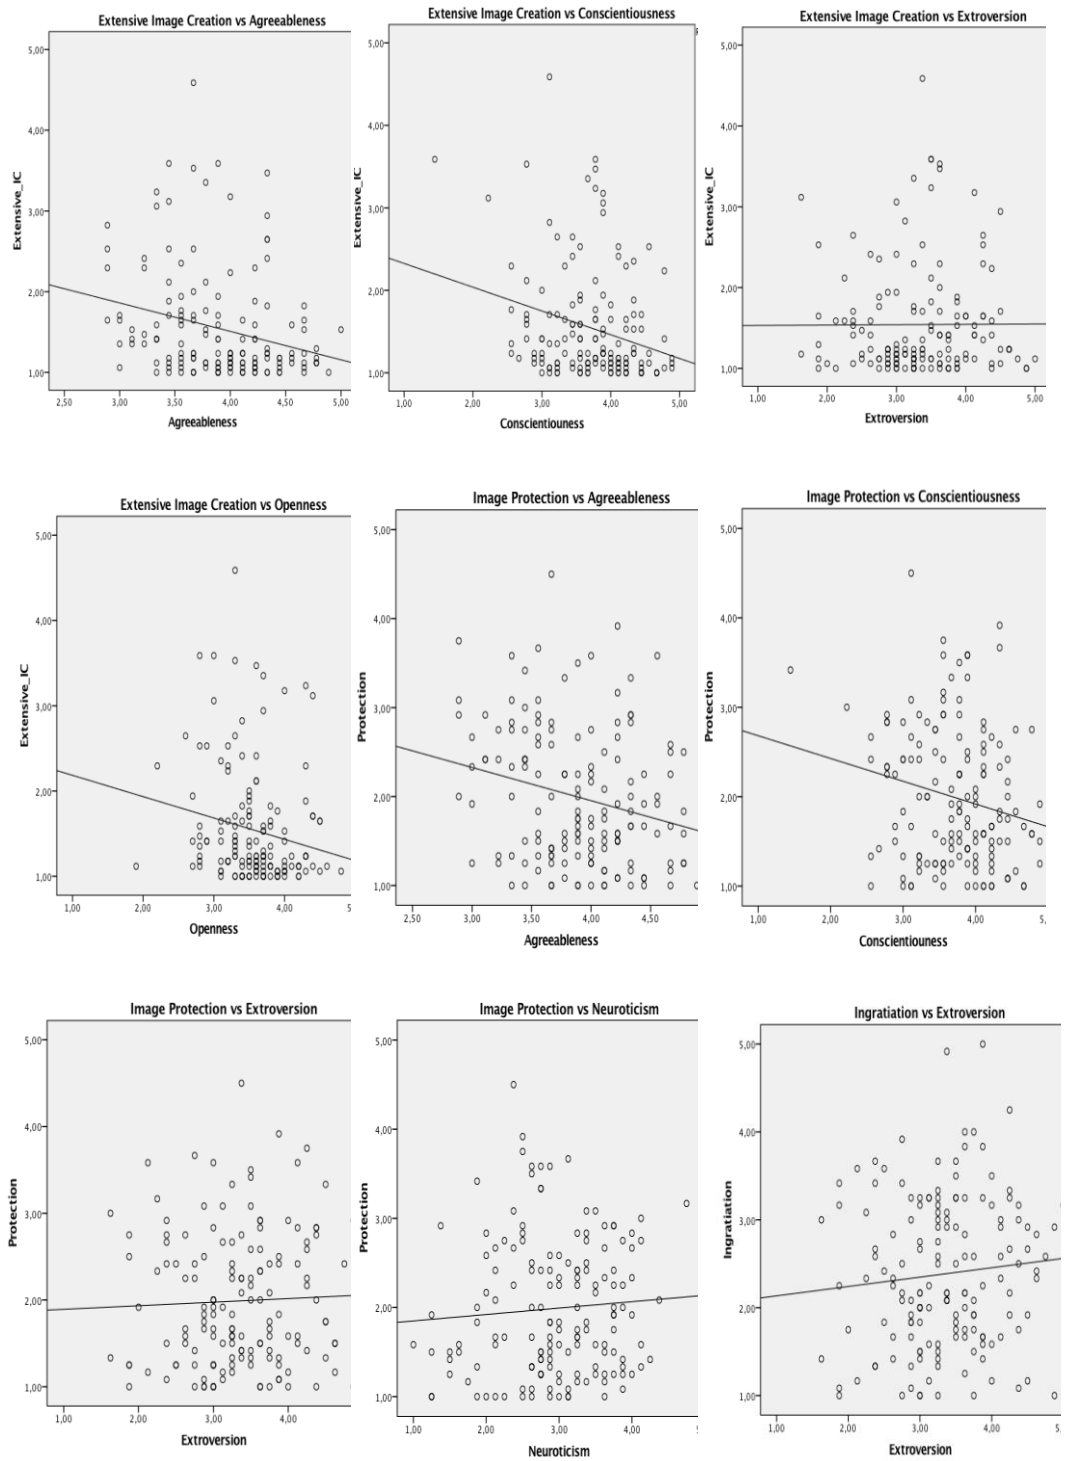 Extensive Image Creation vs Agreeableness
5,00
4,00
3,00
2,00
1,00
Extensive_IC
2,50 3,00 3,50 4,00 4,50 5,00
Agreeableness
Extensive Image Creation vs Conscientiousness
5,00
4,00
3,00
2,00
1,00
Extensive_IC
1,00 2,00 3,00 4,00 5,00
Conscientiouness
Extensive Image Creation vs Extroversion
5,00
4,00
3,00
2,00
1,00
Extensive_IC
1,00 2,00 3,00 4,00 5,00
Extroversion
Extensive Image Creation vs Openness
5,00
4,00
3,00
2,00
1,00
Extensive_IC
1,00 2,00 3,00 4,00 5
Openness
Image Protection vs Agreeableness
5,00
4,00
3,00
2,00
1,00
Protection
2,50 3,00 3,50 4,00 4,50
Agreeableness
Image Protection vs Conscientiousness
5,00
4,00
3,00
2,00
1,00
Protection
1,00 2,00 3,00 4,00 5,
Conscientiouness
Image Protection vs Extroversion
5,00
4,00
3,00
2,00
1,00
Protection
1,00 2,00 3,00 4,00
Extroversion
Image Protection vs Neuroticism
5,00
4,00
3,00
2,00
1,00
Protection
1,00 2,00 3,00 4,00 5
Neuroticism
Ingratiation vs Extroversion
5,00
4,00
3,00
2,00
1,00
Ingratiation
1,00 2,00 3,00 4,00 5
Extroversion